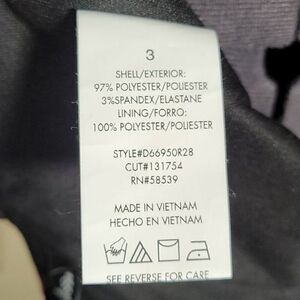 3
SHELL/EXTERIOR:
97% POLYESTER/POLIESTER
3%SPANDEX/ELASTANE
LINING/FORRO:
100% POLYESTER/POLIESTER
STYLE#D66950R28
CUT#131754
RN#58539
MADE IN VIETNAM
HECHO EN VIETNAM
SEE REVERSE FOR CARE